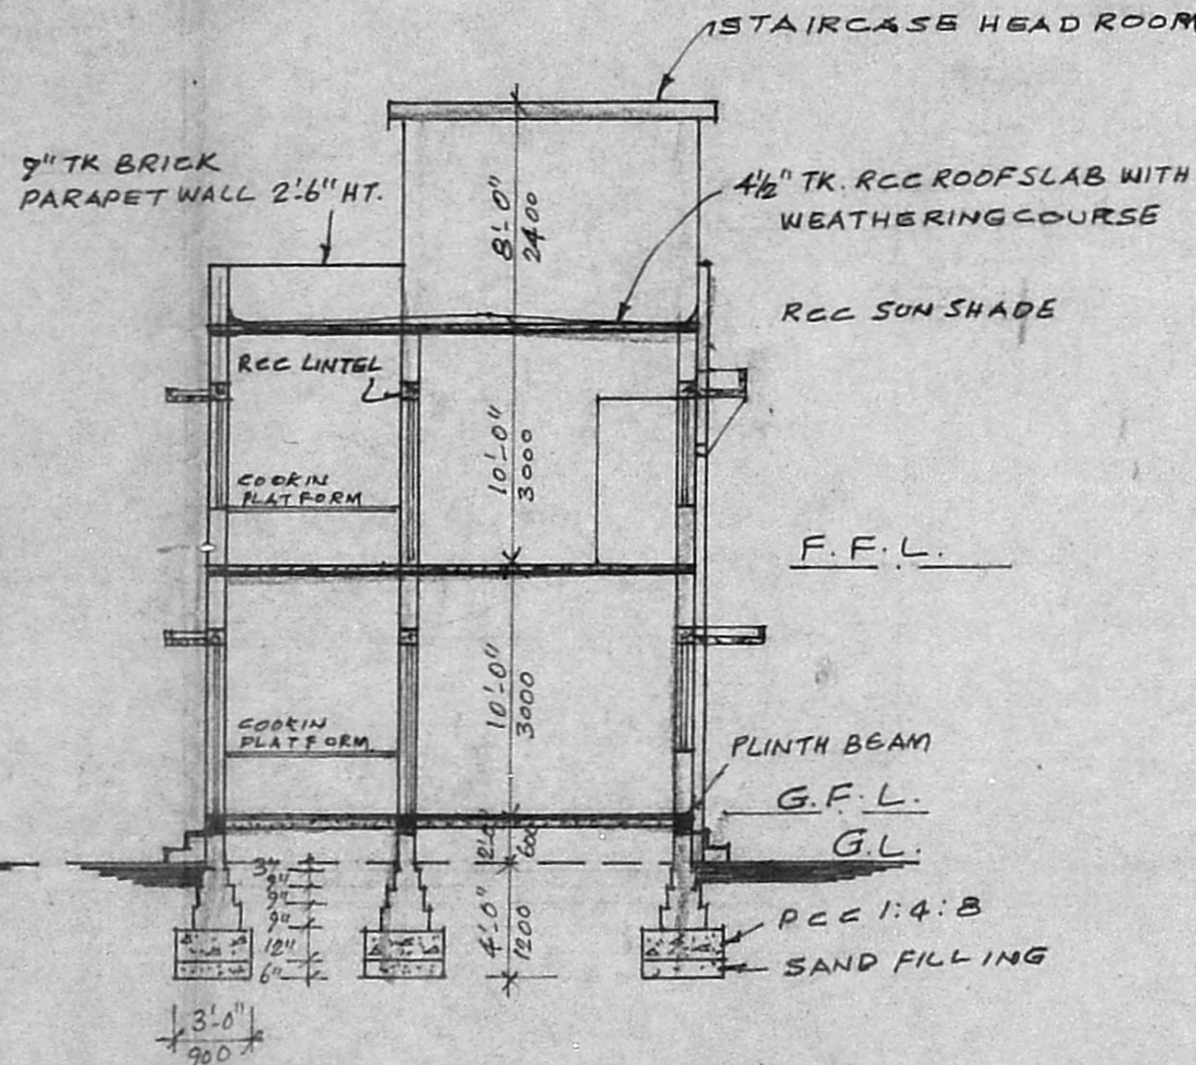 STAIRCASE HEAD ROOM
9" TK BRICK
PARAPET WALL 2'-6" HT.
4½" TK. RCC ROOF SLAB WITH
WEATHERING COURSE
8'-0"
2400
RCC SUN SHADE
RCC LINTEL
10'-0"
3000
COOKIN
PLATFORM
F.F.L.
10'-0"
3000
COOKIN
PLATFORM
PLINTH BEAM
G.F.L.
2'-0"
600
G.L.
3"
9"
9"
9"
12"
6"
4'-0"
1200
PCC 1:4:8
SAND FILLING
3'-0"
900